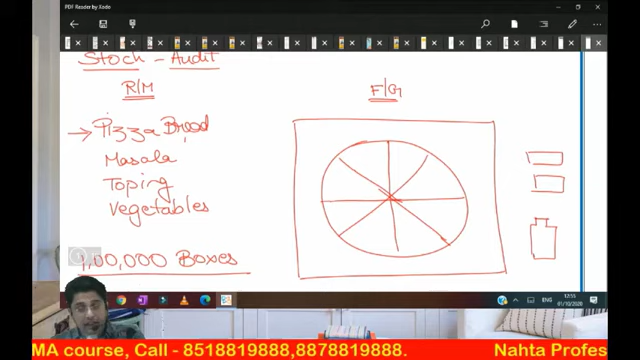 PDF Reader by Xodo
Stock - Audit
R/M
F/G
→ Pizza Bread
Masala
Toping
Vegetables
1,00,000 Boxes
ENG
12:55
01/10/2020
MA course, Call - 8518819888,8878819888.
Nahta Profes